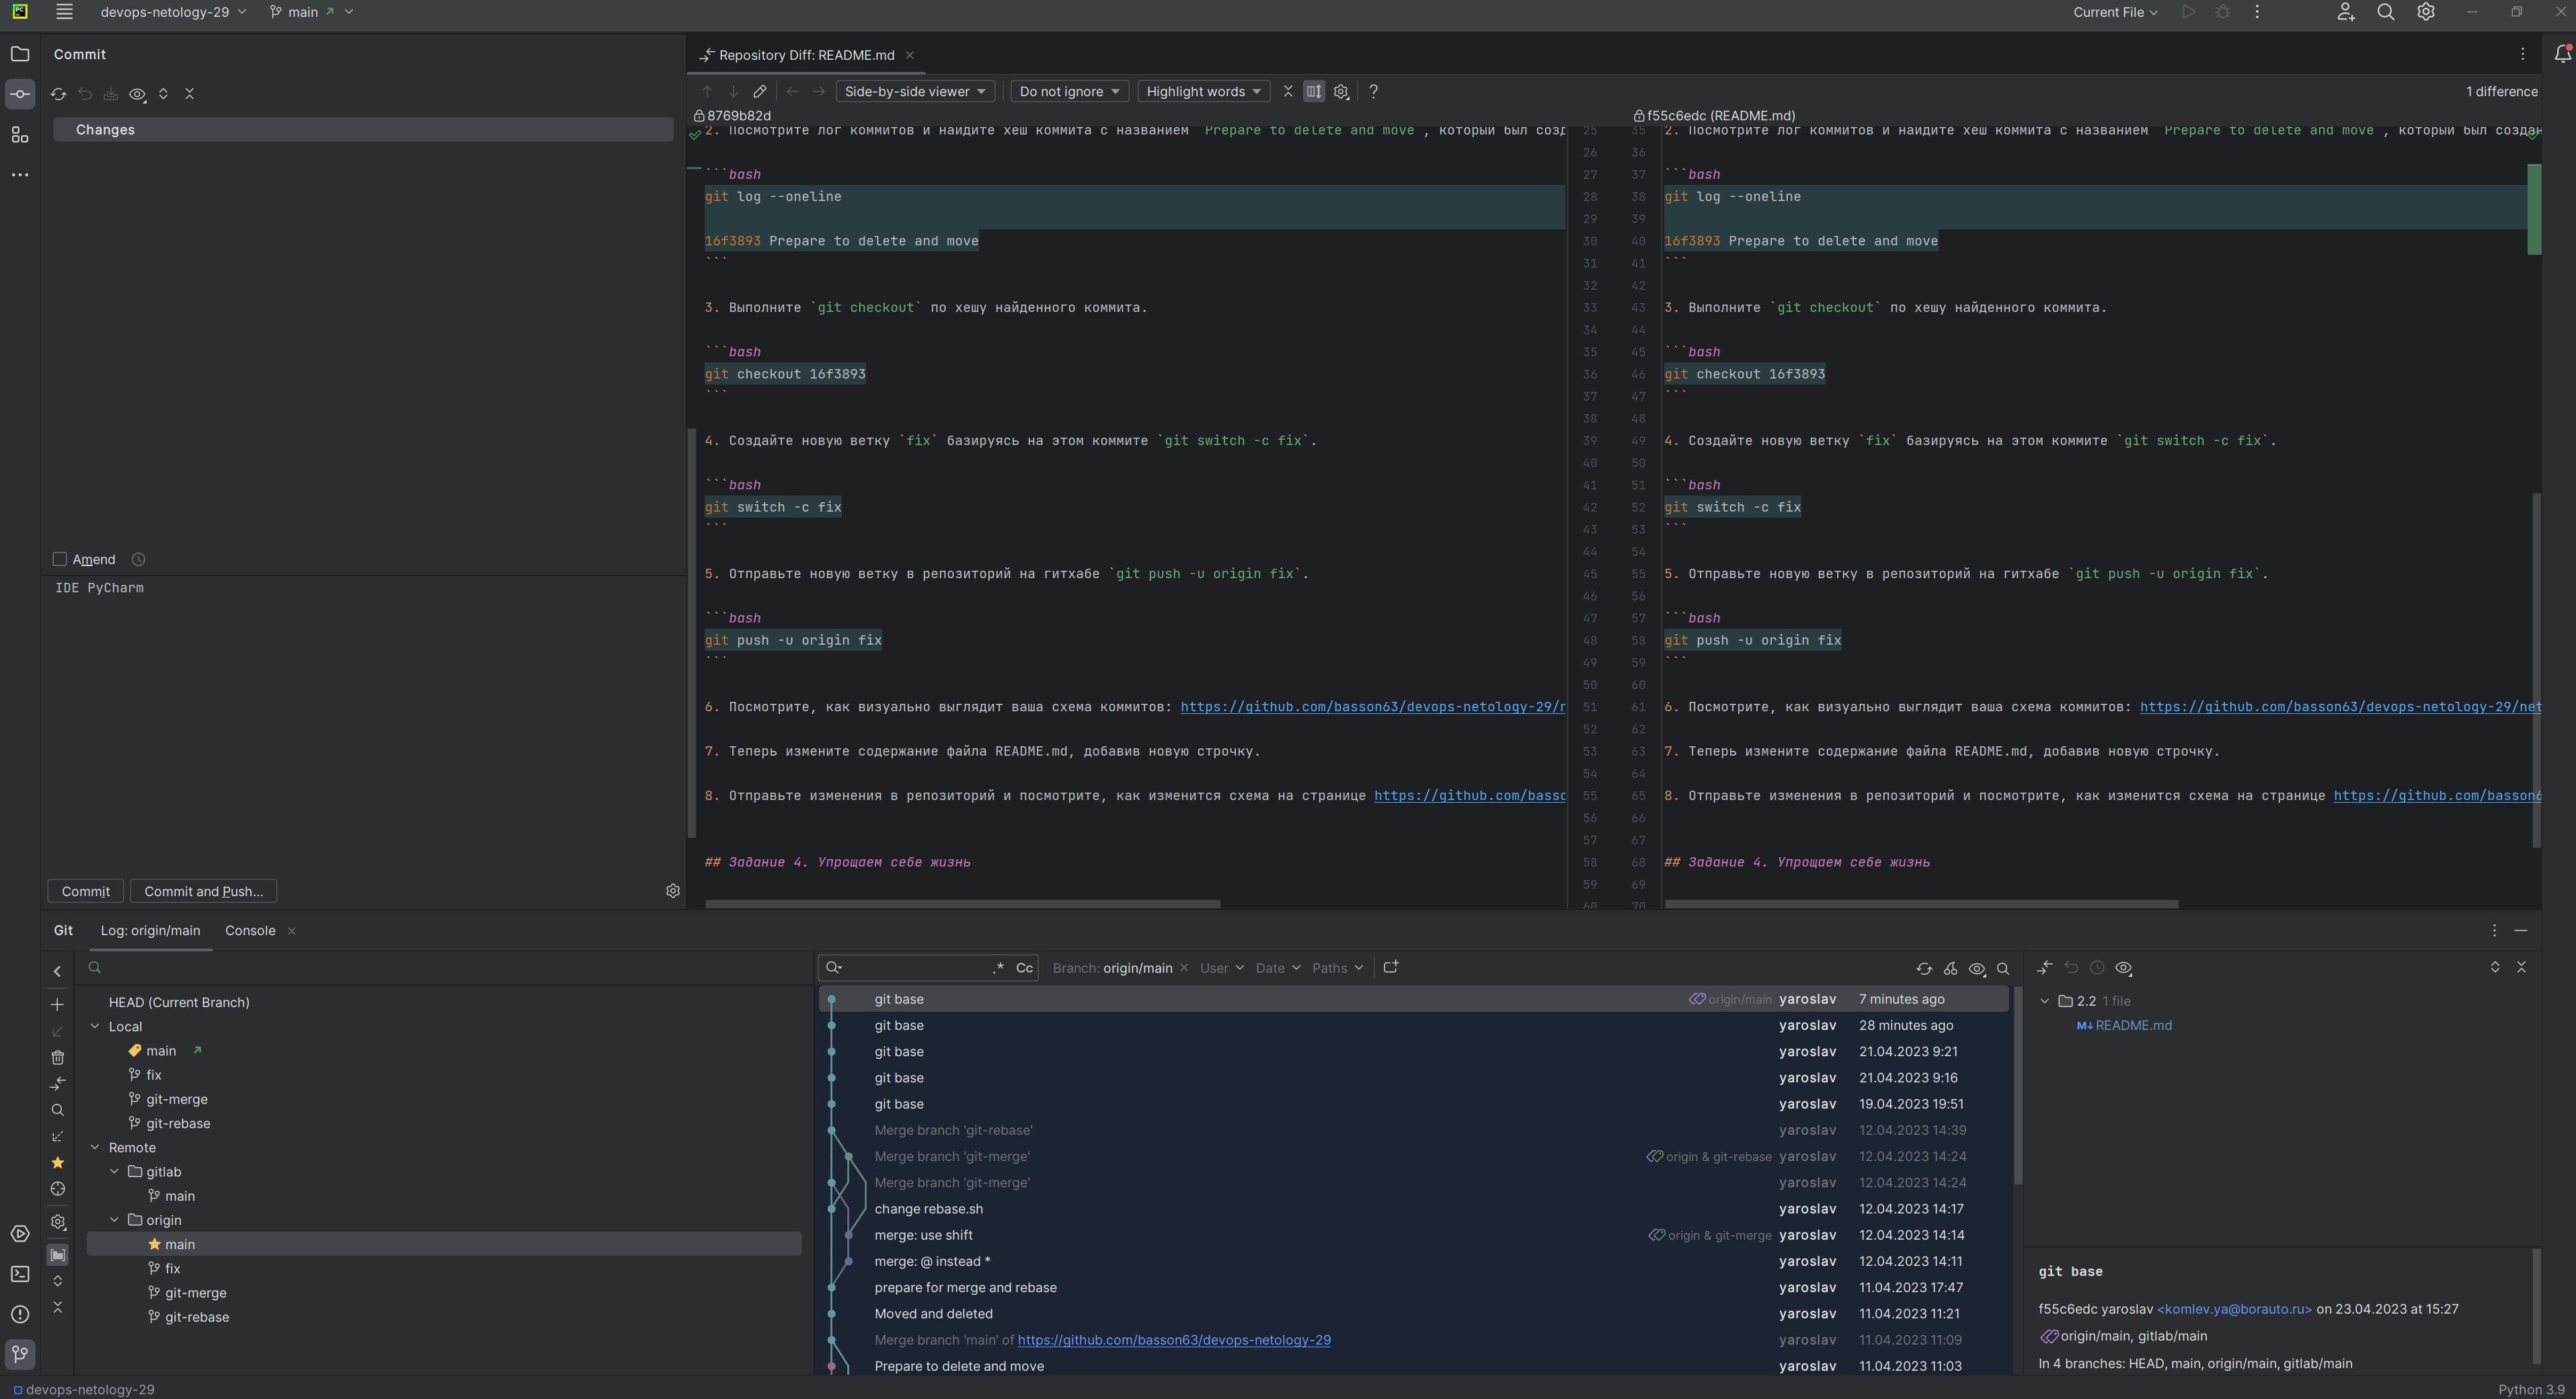 PC devops-netology-29 main Current File
Commit
Changes
Amend
IDE PyCharm
Commit Commit and Push...
Repository Diff: README.md
Side-by-side viewer Do not ignore Highlight words ? 1 difference
8769b82d f55c6edc (README.md)
2. Посмотрите лог коммитов и найдите хеш коммита с названием `Prepare to delete and move`, который был созд 25 35 2. Посмотрите лог коммитов и найдите хеш коммита с названием `Prepare to delete and move`, который был создан
26 36
```bash 27 37 ```bash
git log --oneline 28 38 git log --oneline
29 39
16f3893 Prepare to delete and move 30 40 16f3893 Prepare to delete and move
``` 31 41 ```
32 42
3. Выполните `git checkout` по хешу найденного коммита. 33 43 3. Выполните `git checkout` по хешу найденного коммита.
34 44
```bash 35 45 ```bash
git checkout 16f3893 36 46 git checkout 16f3893
``` 37 47 ```
38 48
4. Создайте новую ветку `fix` базируясь на этом коммите `git switch -c fix`. 39 49 4. Создайте новую ветку `fix` базируясь на этом коммите `git switch -c fix`.
40 50
```bash 41 51 ```bash
git switch -c fix 42 52 git switch -c fix
``` 43 53 ```
44 54
5. Отправьте новую ветку в репозиторий на гитхабе `git push -u origin fix`. 45 55 5. Отправьте новую ветку в репозиторий на гитхабе `git push -u origin fix`.
46 56
```bash 47 57 ```bash
git push -u origin fix 48 58 git push -u origin fix
``` 49 59 ```
50 60
6. Посмотрите, как визуально выглядит ваша схема коммитов: https://github.com/basson63/devops-netology-29/n 51 61 6. Посмотрите, как визуально выглядит ваша схема коммитов: https://github.com/basson63/devops-netology-29/net
52 62
7. Теперь измените содержание файла README.md, добавив новую строчку. 53 63 7. Теперь измените содержание файла README.md, добавив новую строчку.
54 64
8. Отправьте изменения в репозиторий и посмотрите, как изменится схема на странице https://github.com/bassc 55 65 8. Отправьте изменения в репозиторий и посмотрите, как изменится схема на странице https://github.com/basson6
56 66
57 67
## Задание 4. Упрощаем себе жизнь 58 68 ## Задание 4. Упрощаем себе жизнь
59 69
60 70
Git Log: origin/main Console
HEAD (Current Branch)
Local
main
fix
git-merge
git-rebase
Remote
gitlab
main
origin
main
fix
git-merge
git-rebase
.* Cc Branch: origin/main User Date Paths
git base origin/main yaroslav 7 minutes ago
git base yaroslav 28 minutes ago
git base yaroslav 21.04.2023 9:21
git base yaroslav 21.04.2023 9:16
git base yaroslav 19.04.2023 19:51
Merge branch 'git-rebase' yaroslav 12.04.2023 14:39
Merge branch 'git-merge' origin & git-rebase yaroslav 12.04.2023 14:24
Merge branch 'git-merge' yaroslav 12.04.2023 14:24
change rebase.sh yaroslav 12.04.2023 14:17
merge: use shift origin & git-merge yaroslav 12.04.2023 14:14
merge: @ instead * yaroslav 12.04.2023 14:11
prepare for merge and rebase yaroslav 11.04.2023 17:47
Moved and deleted yaroslav 11.04.2023 11:21
Merge branch 'main' of https://github.com/basson63/devops-netology-29 yaroslav 11.04.2023 11:09
Prepare to delete and move yaroslav 11.04.2023 11:03
2.2 1 file
M↓ README.md
git base
f55c6edc yaroslav <komlev.ya@borauto.ru> on 23.04.2023 at 15:27
origin/main, gitlab/main
In 4 branches: HEAD, main, origin/main, gitlab/main
devops-netology-29 Python 3.9